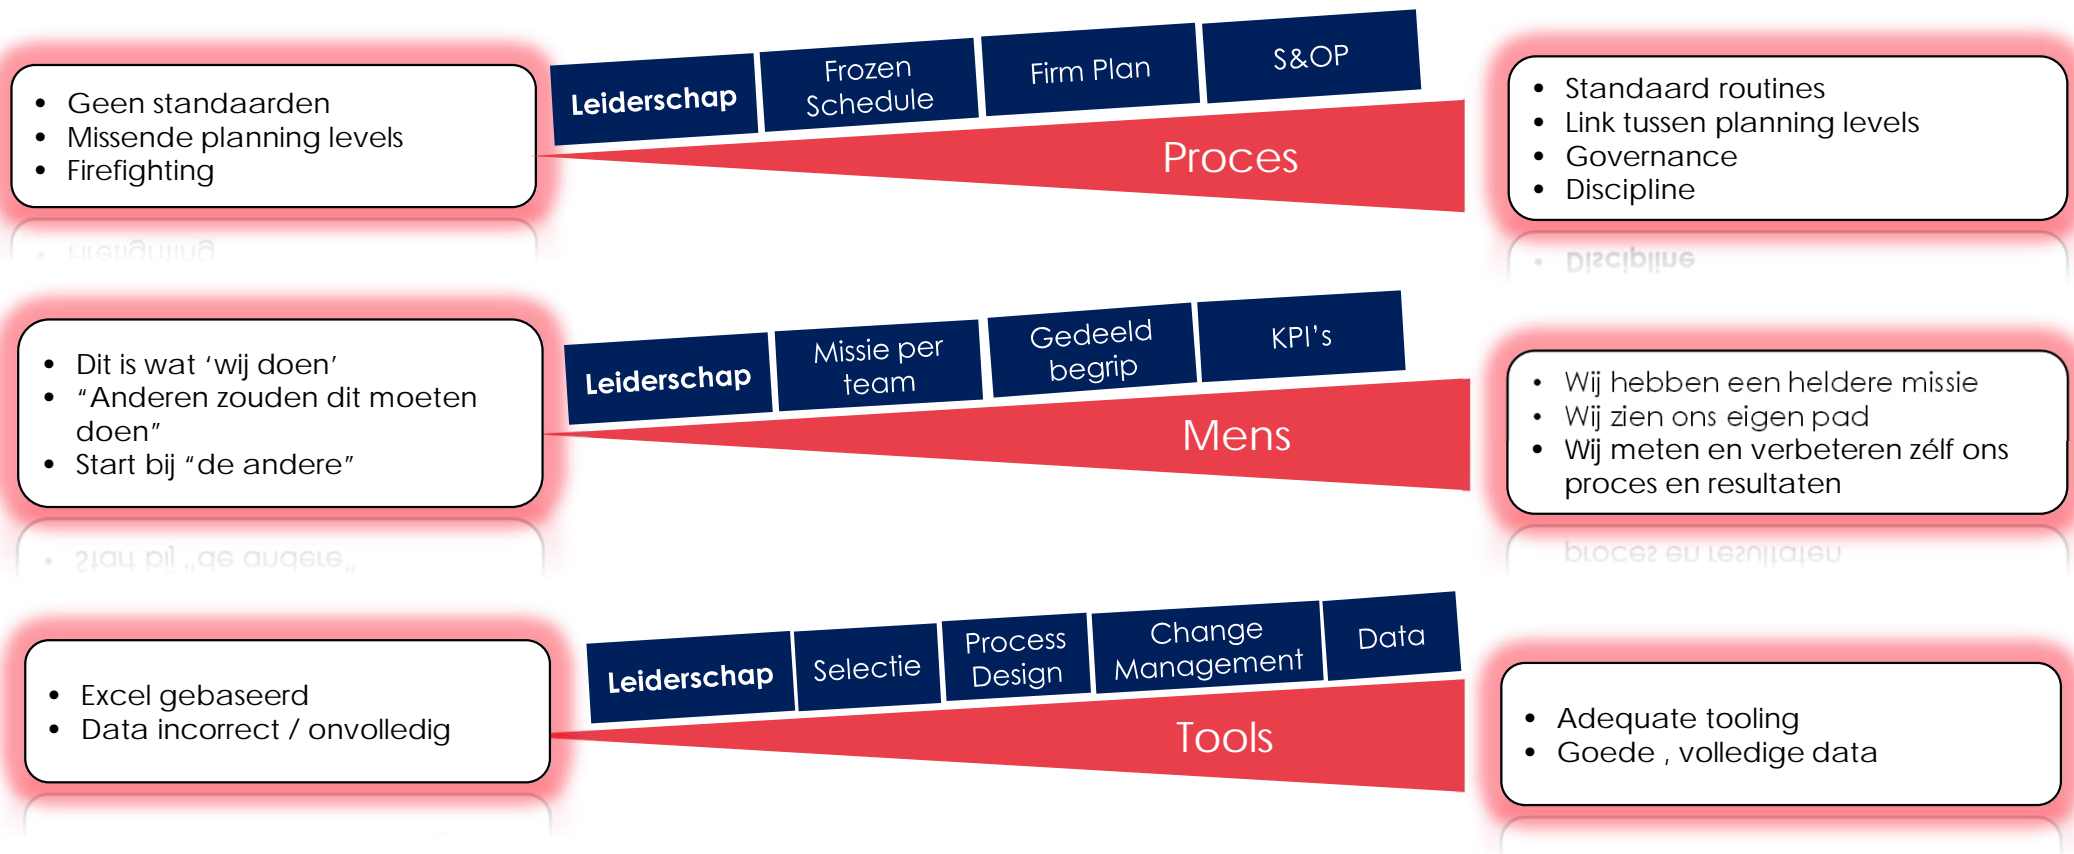 • Geen standaarden
• Missende planning levels
• Firefighting
Leiderschap
Frozen
Schedule
Firm Plan
S&OP
Proces
• Standaard routines
• Link tussen planning levels
• Governance
• Discipline
• Dit is wat ‘wij doen’
• “Anderen zouden dit moeten
doen”
• Start bij “de andere”
Leiderschap
Missie per
team
Gedeeld
begrip
KPI’s
Mens
• Wij hebben een heldere missie
• Wij zien ons eigen pad
• Wij meten en verbeteren zélf ons
proces en resultaten
• Excel gebaseerd
• Data incorrect / onvolledig
Leiderschap
Selectie
Process
Design
Change
Management
Data
Tools
• Adequate tooling
• Goede , volledige data